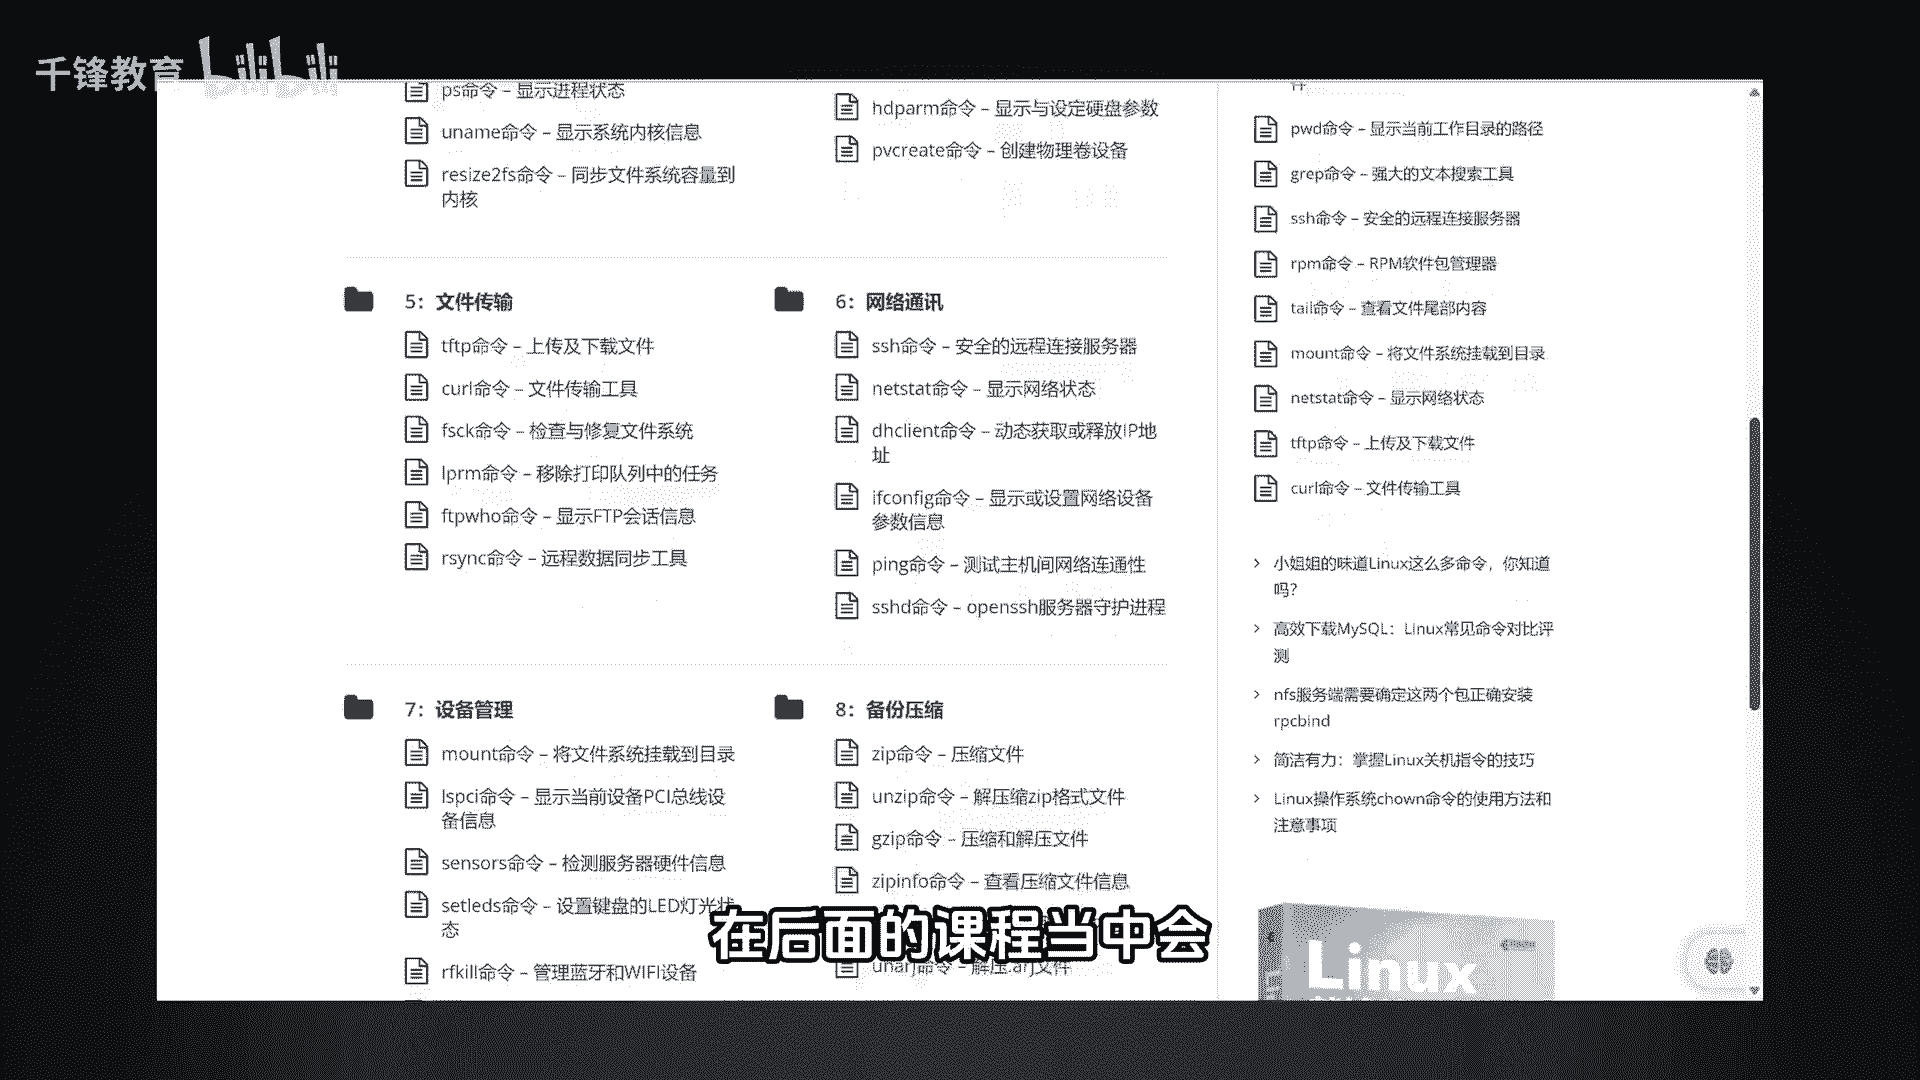 千锋教育 bilibili
ps命令 – 显示进程状态
uname命令 – 显示系统内核信息
resize2fs命令 – 同步文件系统容量到
内核
hdparm命令 – 显示与设定硬盘参数
pvcreate命令 – 创建物理卷设备
5：文件传输
tftp命令 – 上传及下载文件
curl命令 – 文件传输工具
fsck命令 – 检查与修复文件系统
lprm命令 – 移除打印队列中的任务
ftpwho命令 – 显示FTP会话信息
rsync命令 – 远程数据同步工具
6：网络通讯
ssh命令 – 安全的远程连接服务器
netstat命令 – 显示网络状态
dhclient命令 – 动态获取或释放IP地
址
ifconfig命令 – 显示或设置网络设备
参数信息
ping命令 – 测试主机间网络连通性
sshd命令 – openssh服务器守护进程
7：设备管理
mount命令 – 将文件系统挂载到目录
lspci命令 – 显示当前设备PCI总线设
备信息
sensors命令 – 检测服务器硬件信息
setleds命令 – 设置键盘的LED灯光状
态
rfkill命令 – 管理蓝牙和WIFI设备
8：备份压缩
zip命令 – 压缩文件
unzip命令 – 解压缩zip格式文件
gzip命令 – 压缩和解压文件
zipinfo命令 – 查看压缩文件信息
unarj命令 – 解压.arj文件
pwd命令 – 显示当前工作目录的路径
grep命令 – 强大的文本搜索工具
ssh命令 – 安全的远程连接服务器
rpm命令 – RPM软件包管理器
tail命令 – 查看文件尾部内容
mount命令 – 将文件系统挂载到目录
netstat命令 – 显示网络状态
tftp命令 – 上传及下载文件
curl命令 – 文件传输工具
小姐姐的味道Linux这么多命令，你知道
吗？
高效下载MySQL：Linux常见命令对比评
测
nfs服务端需要确定这两个包正确安装
rpcbind
简洁有力：掌握Linux关机指令的技巧
Linux操作系统chown命令的使用方法和
注意事项
Linux
在后面的课程当中会